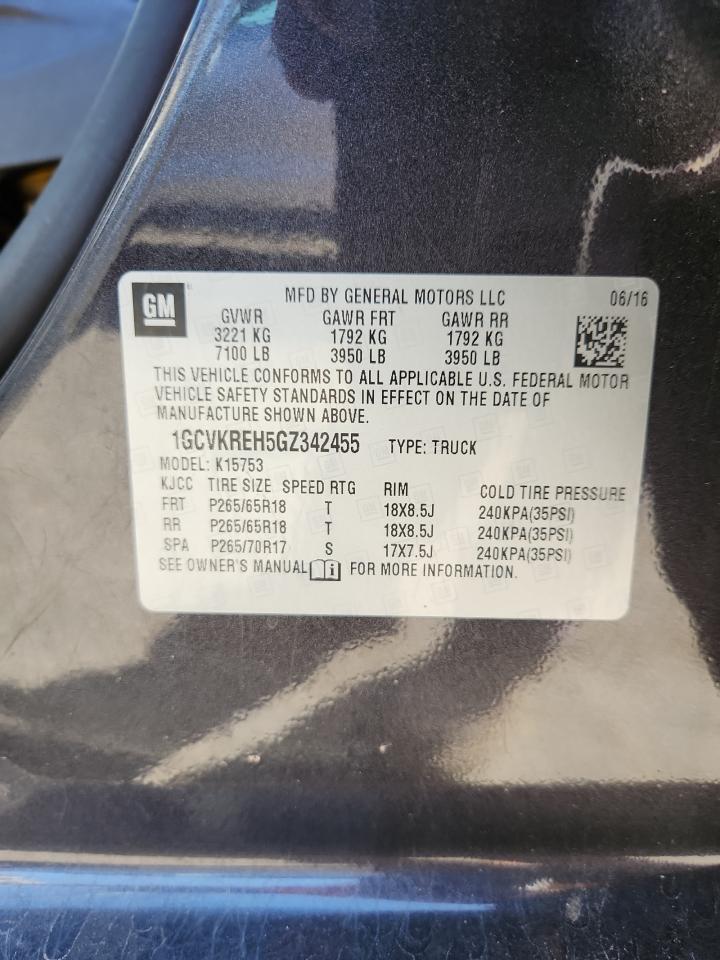 GM MFD BY GENERAL MOTORS LLC 06/16
GVWR GAWR FRT GAWR RR
3221 KG 1792 KG 1792 KG
7100 LB 3950 LB 3950 LB
THIS VEHICLE CONFORMS TO ALL APPLICABLE U.S. FEDERAL MOTOR
VEHICLE SAFETY STANDARDS IN EFFECT ON THE DATE OF
MANUFACTURE SHOWN ABOVE.
1GCVKREH5GZ342455 TYPE: TRUCK
MODEL: K15753
KJCC TIRE SIZE SPEED RTG RIM COLD TIRE PRESSURE
FRT P265/65R18 T 18X8.5J 240KPA(35PSI)
RR P265/65R18 T 18X8.5J 240KPA(35PSI)
SPA P265/70R17 S 17X7.5J 240KPA(35PSI)
SEE OWNER'S MANUAL i FOR MORE INFORMATION.